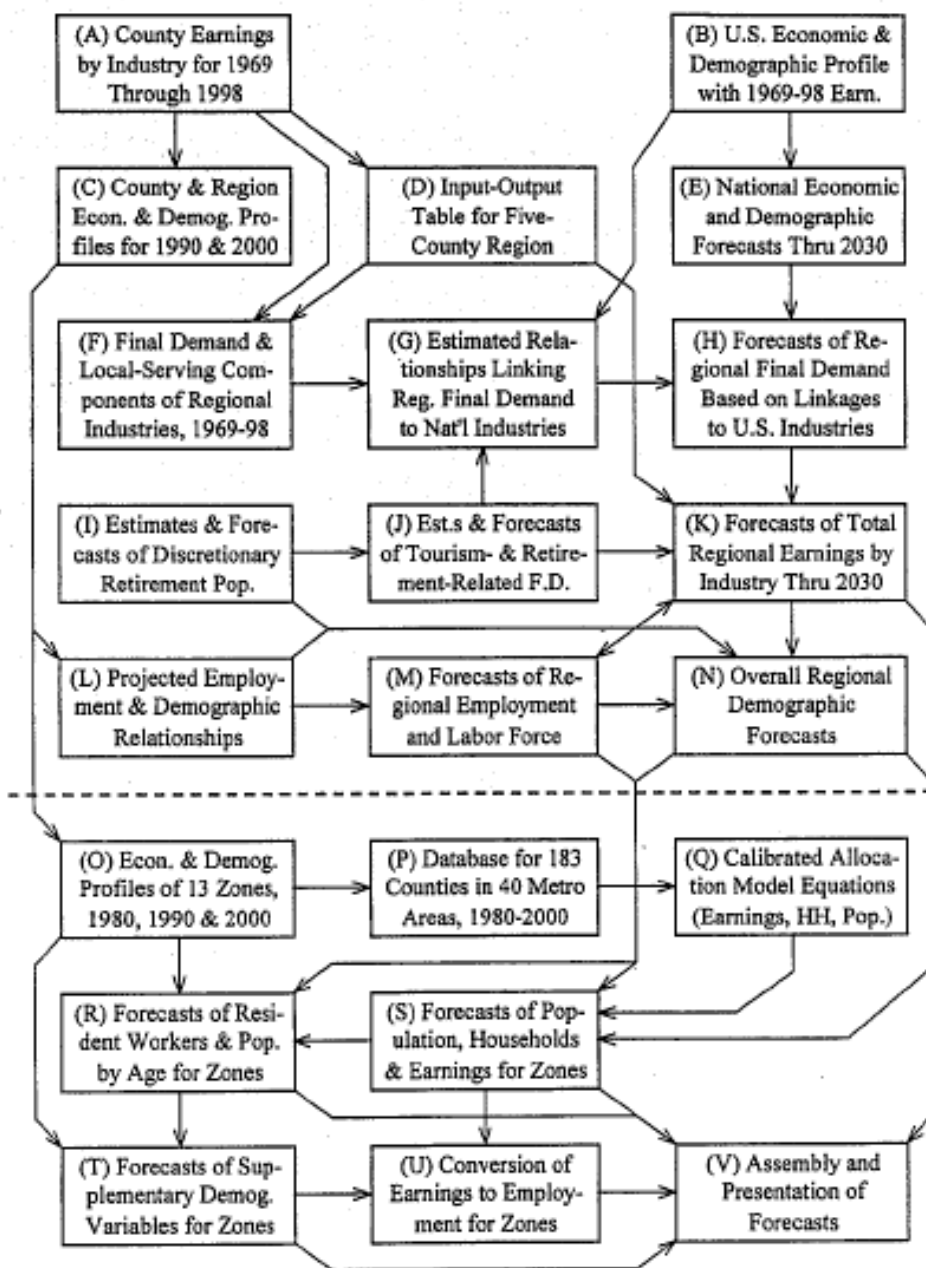 (A) County Earnings
by Industry for 1969
Through 1998
(B) U.S. Economic &
Demographic Profile
with 1969-98 Earn.
(C) County & Region
Econ. & Demog. Pro-
files for 1990 & 2000
(D) Input-Output
Table for Five-
County Region
(E) National Economic
and Demographic
Forecasts Thru 2030
(F) Final Demand &
Local-Serving Com-
ponents of Regional
Industries, 1969-98
(G) Estimated Rela-
tionships Linking
Reg. Final Demand
to Nat'l Industries
(H) Forecasts of Re-
gional Final Demand
Based on Linkages
to U.S. Industries
(I) Estimates & Fore-
casts of Discretionary
Retirement Pop.
(J) Est.s & Forecasts
of Tourism- & Retire-
ment-Related F.D.
(K) Forecasts of Total
Regional Earnings by
Industry Thru 2030
(L) Projected Employ-
ment & Demographic
Relationships
(M) Forecasts of Re-
gional Employment
and Labor Force
(N) Overall Regional
Demographic
Forecasts
(O) Econ. & Demog.
Profiles of 13 Zones,
1980, 1990 & 2000
(P) Database for 183
Counties in 40 Metro
Areas, 1980-2000
(Q) Calibrated Alloca-
tion Model Equations
(Earnings, HH, Pop.)
(R) Forecasts of Resi-
dent Workers & Pop.
by Age for Zones
(S) Forecasts of Pop-
ulation, Households
& Earnings for Zones
(T) Forecasts of Sup-
plementary Demog.
Variables for Zones
(U) Conversion of
Earnings to Employ-
ment for Zones
(V) Assembly and
Presentation of
Forecasts